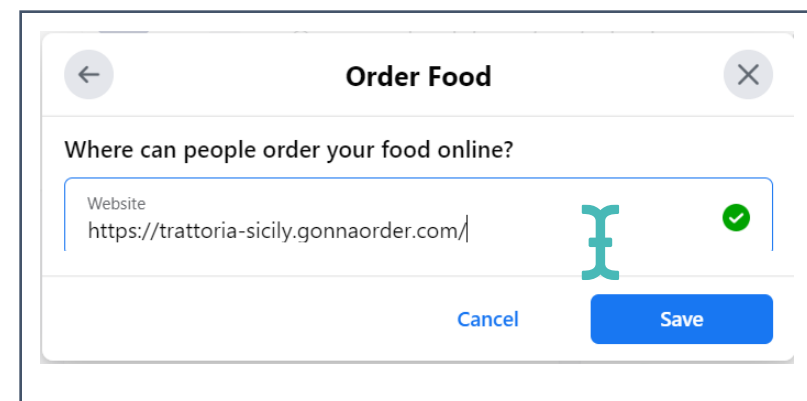 Order Food
Where can people order your food online?
Website
https://trattoria-sicily.gonnaorder.com/
Cancel Save